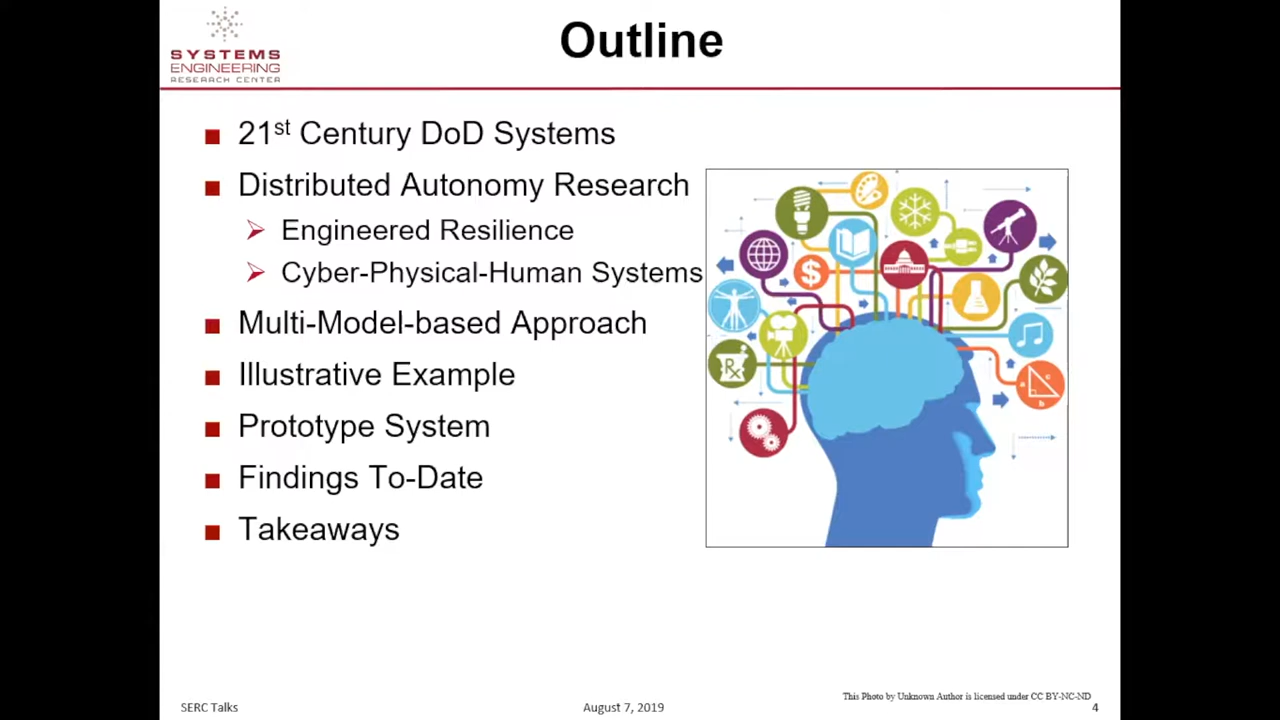 SYSTEMS
ENGINEERING
RESEARCH CENTER
Outline
21st Century DoD Systems
Distributed Autonomy Research
Engineered Resilience
Cyber-Physical-Human Systems
Multi-Model-based Approach
Illustrative Example
Prototype System
Findings To-Date
Takeaways
$
Rx
a
c
b
This Photo by Unknown Author is licensed under CC BY-NC-ND
SERC Talks
August 7, 2019
4